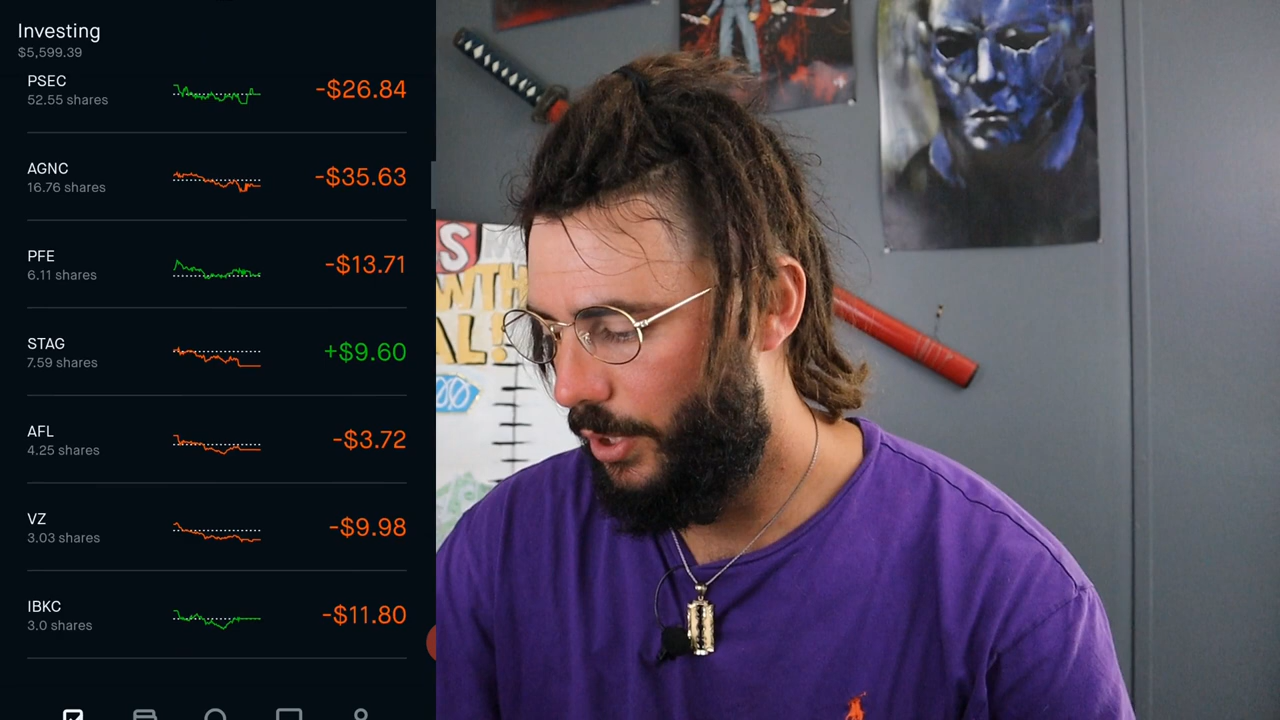 Investing
$5,599.39
PSEC
52.55 shares
-$26.84
AGNC
16.76 shares
-$35.63
PFE
6.11 shares
-$13.71
STAG
7.59 shares
+$9.60
AFL
4.25 shares
-$3.72
VZ
3.03 shares
-$9.98
IBKC
3.0 shares
-$11.80